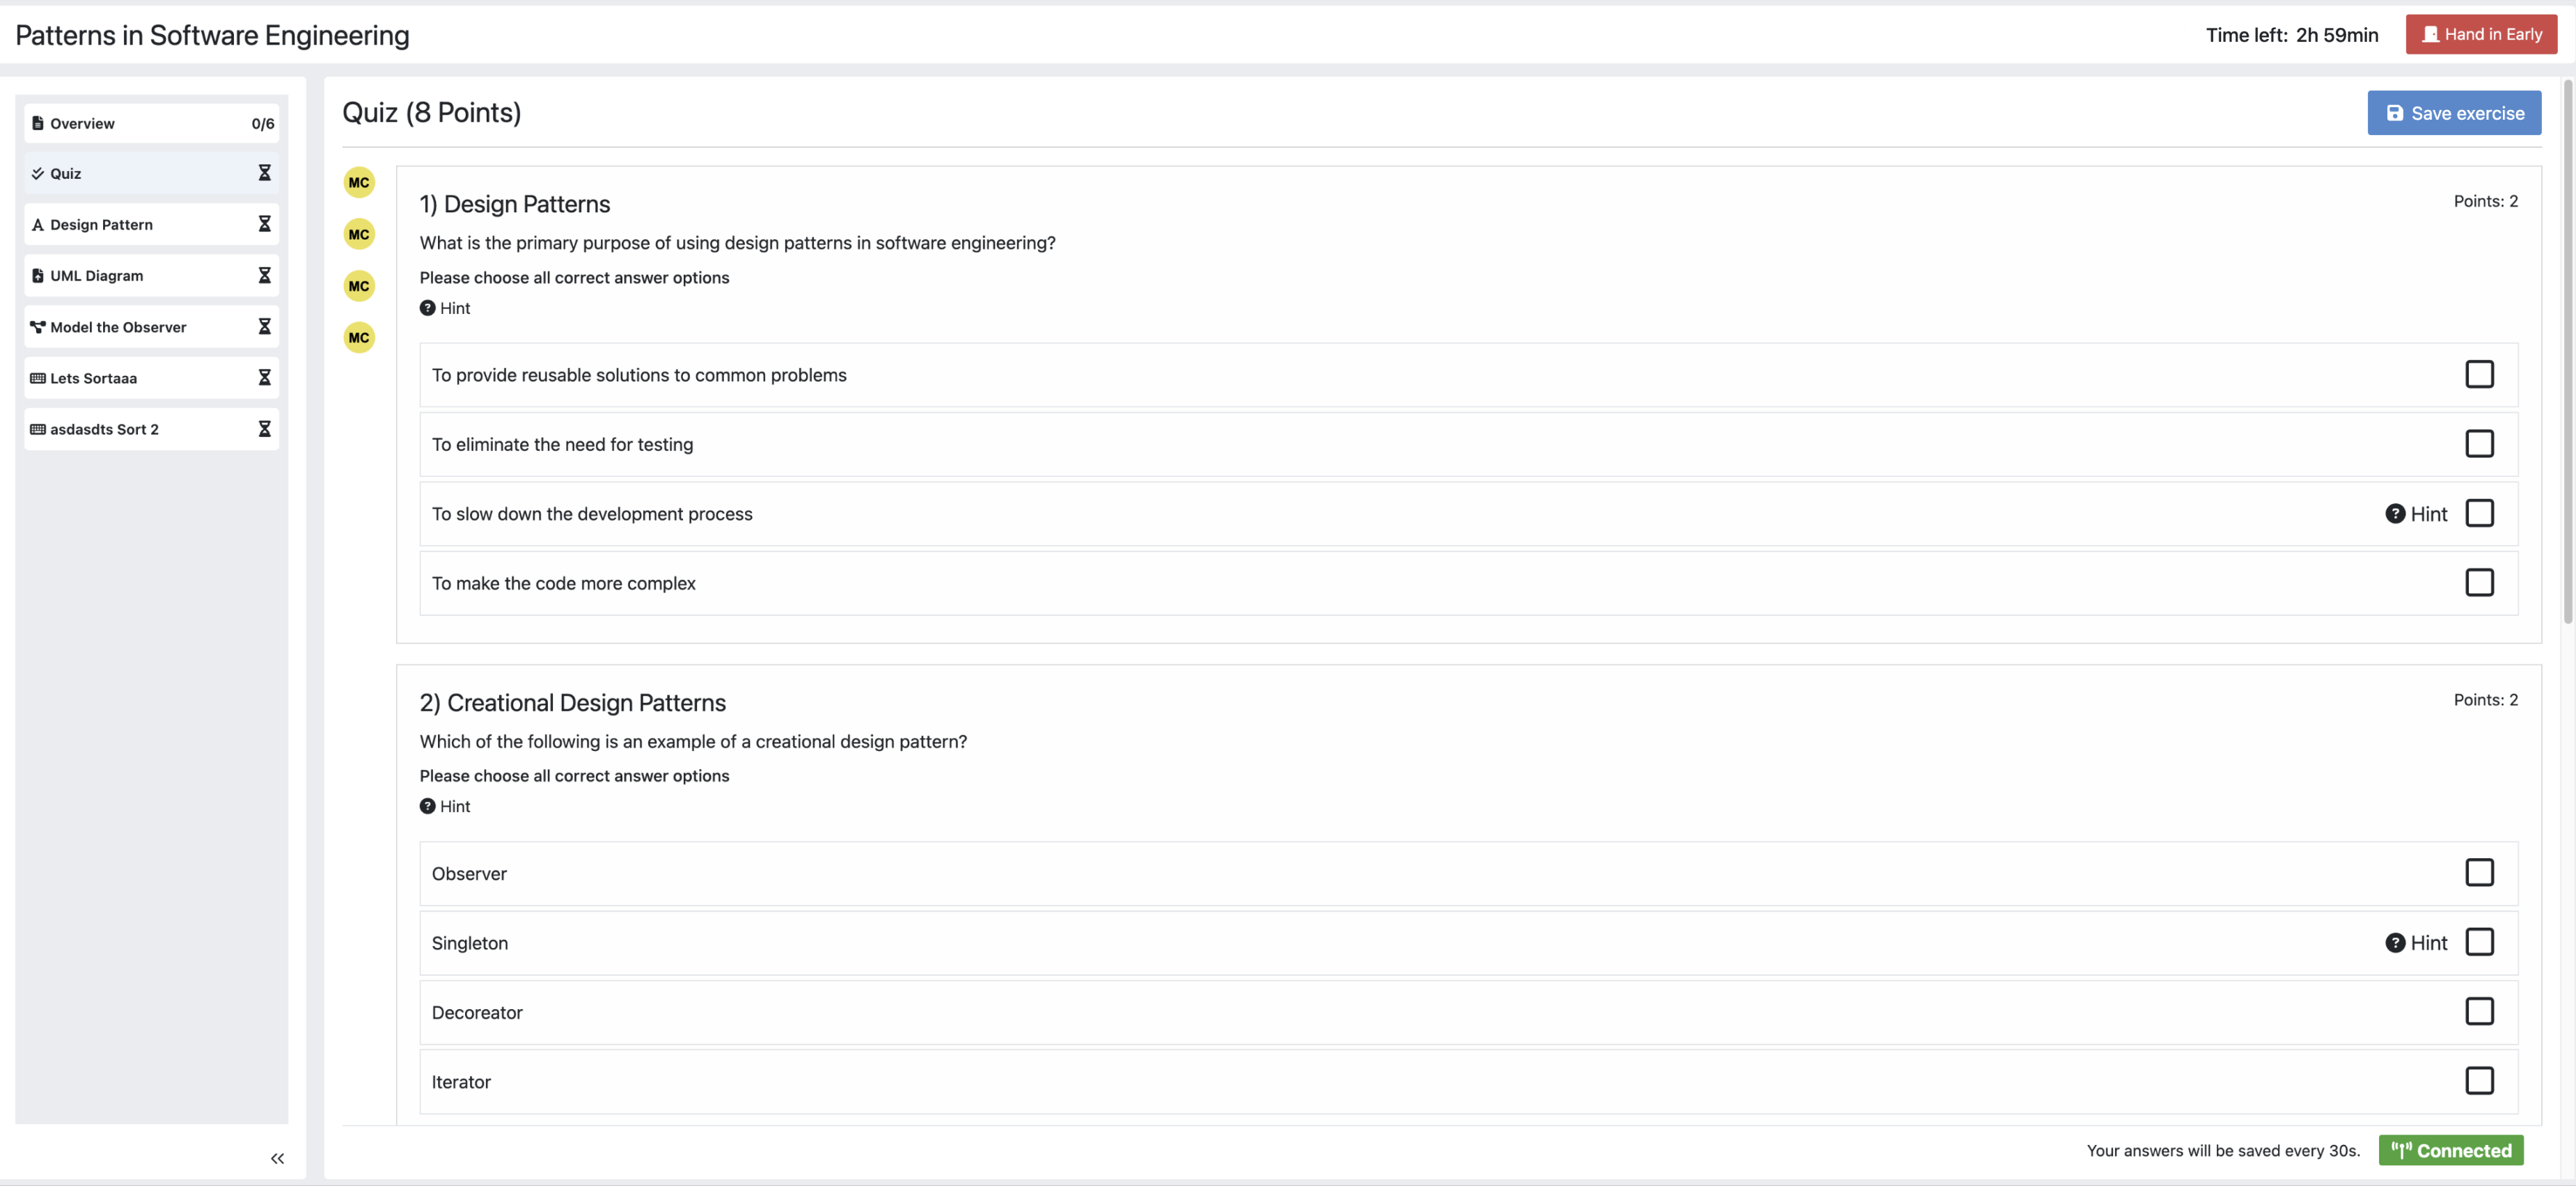 Patterns in Software Engineering
Time left: 2h 59min
Hand in Early
Overview 0/6
Quiz
Design Pattern
UML Diagram
Model the Observer
Lets Sortaaa
asdasdts Sort 2
Quiz (8 Points)
Save exercise
MC
MC
MC
MC
1) Design Patterns
Points: 2
What is the primary purpose of using design patterns in software engineering?
Please choose all correct answer options
? Hint
To provide reusable solutions to common problems
To eliminate the need for testing
To slow down the development process
? Hint
To make the code more complex
2) Creational Design Patterns
Points: 2
Which of the following is an example of a creational design pattern?
Please choose all correct answer options
? Hint
Observer
Singleton
? Hint
Decoreator
Iterator
Your answers will be saved every 30s.
Connected